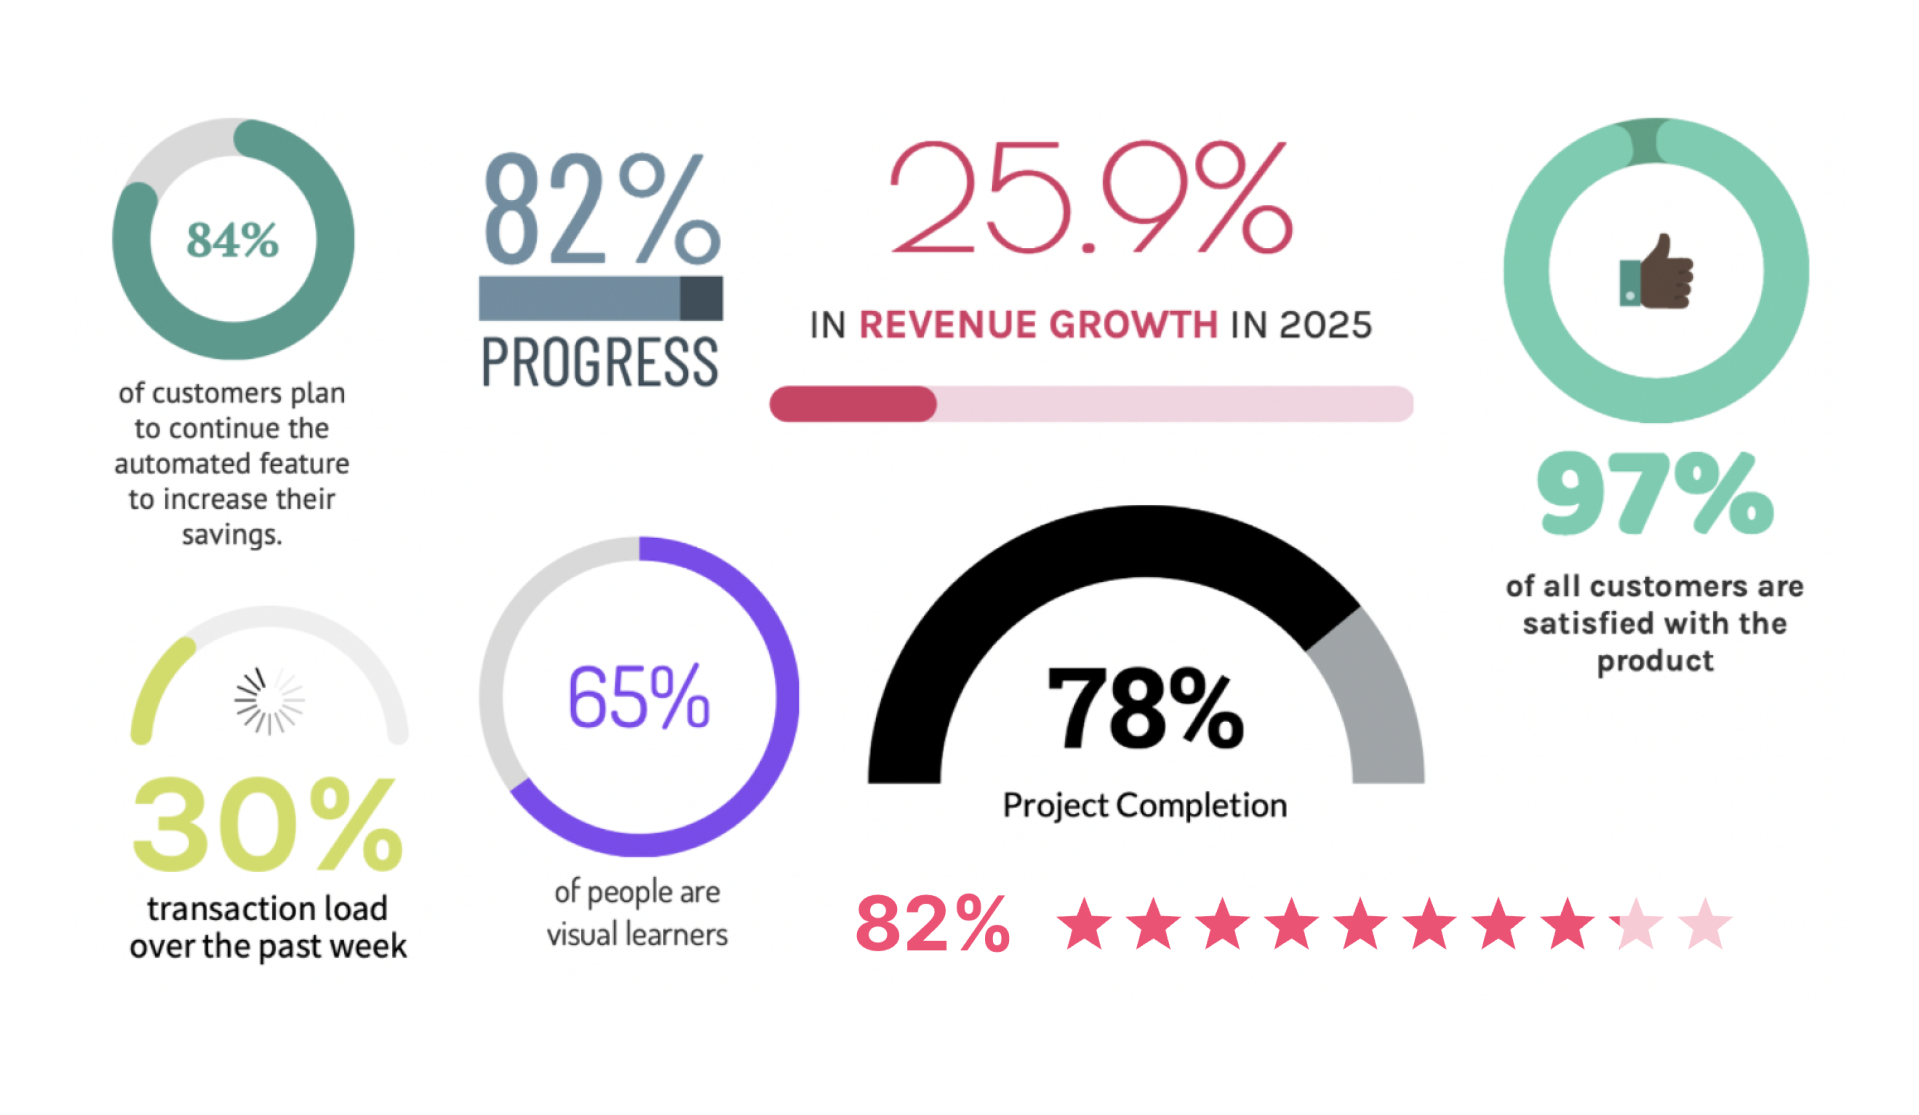 84%
of customers plan
to continue the
automated feature
to increase their
savings.
82%
PROGRESS
25.9%
IN REVENUE GROWTH IN 2025
97%
of all customers are
satisfied with the
product
30%
transaction load
over the past week
65%
of people are
visual learners
78%
Project Completion
82%